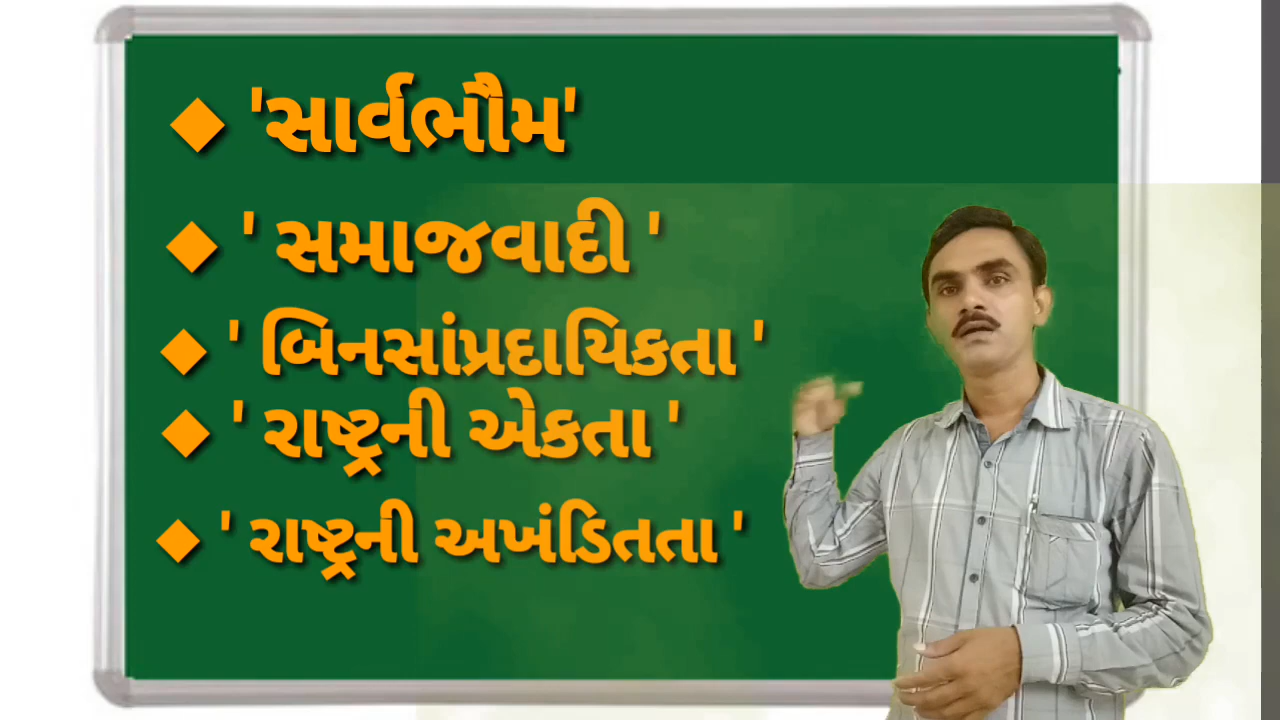 ◆ 'સાર્વભૌમ'
◆ ' સમાજવાદી '
◆ ' બિનસાંપ્રદાયિકતા '
◆ ' રાષ્ટ્રની એકતા '
◆ ' રાષ્ટ્રની અખંડિતતા '